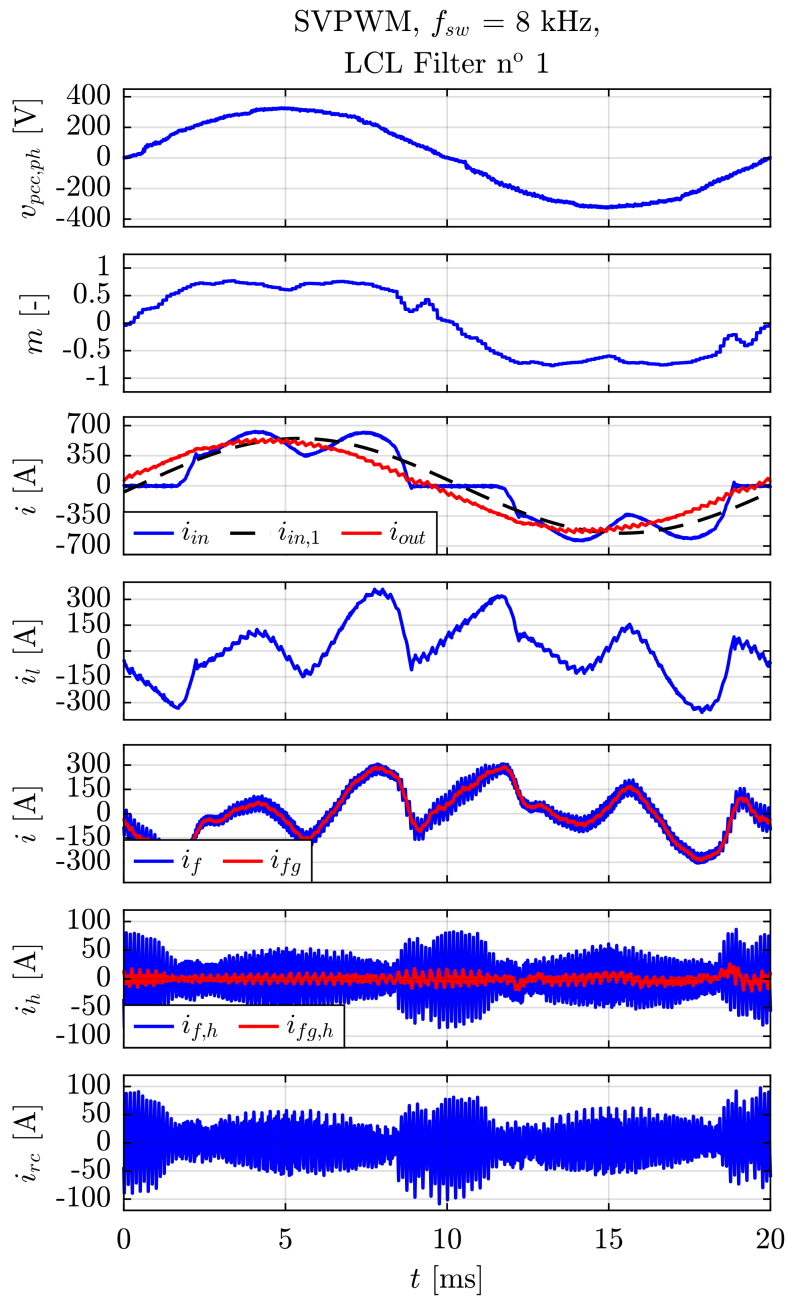 SVPWM, f_sw = 8 kHz,
LCL Filter nº 1
v_pcc,ph [V]
400
200
0
-200
-400
m [-]
1
0.5
0
-0.5
-1
i [A]
700
350
0
-350
-700
i_in i_in,1 i_out
i_l [A]
300
150
0
-150
-300
i [A]
300
150
0
-150
-300
i_f i_fg
i_h [A]
100
50
0
-50
-100
i_f,h i_fg,h
i_rc [A]
100
50
0
-50
-100
0 5 10 15 20
t [ms]